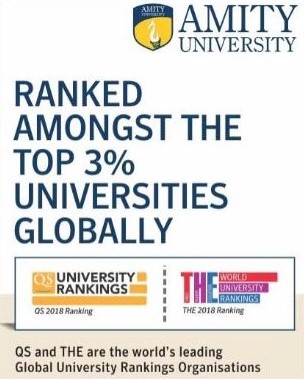 AMITY
UNIVERSITY
AMITY
UNIVERSITY
RANKED
AMONGST THE
TOP 3%
UNIVERSITIES
GLOBALLY
QS UNIVERSITY
RANKINGS
QS 2018 Ranking
THE WORLD
UNIVERSITY
RANKINGS
THE 2018 Ranking
QS and THE are the world's leading
Global University Rankings Organisations